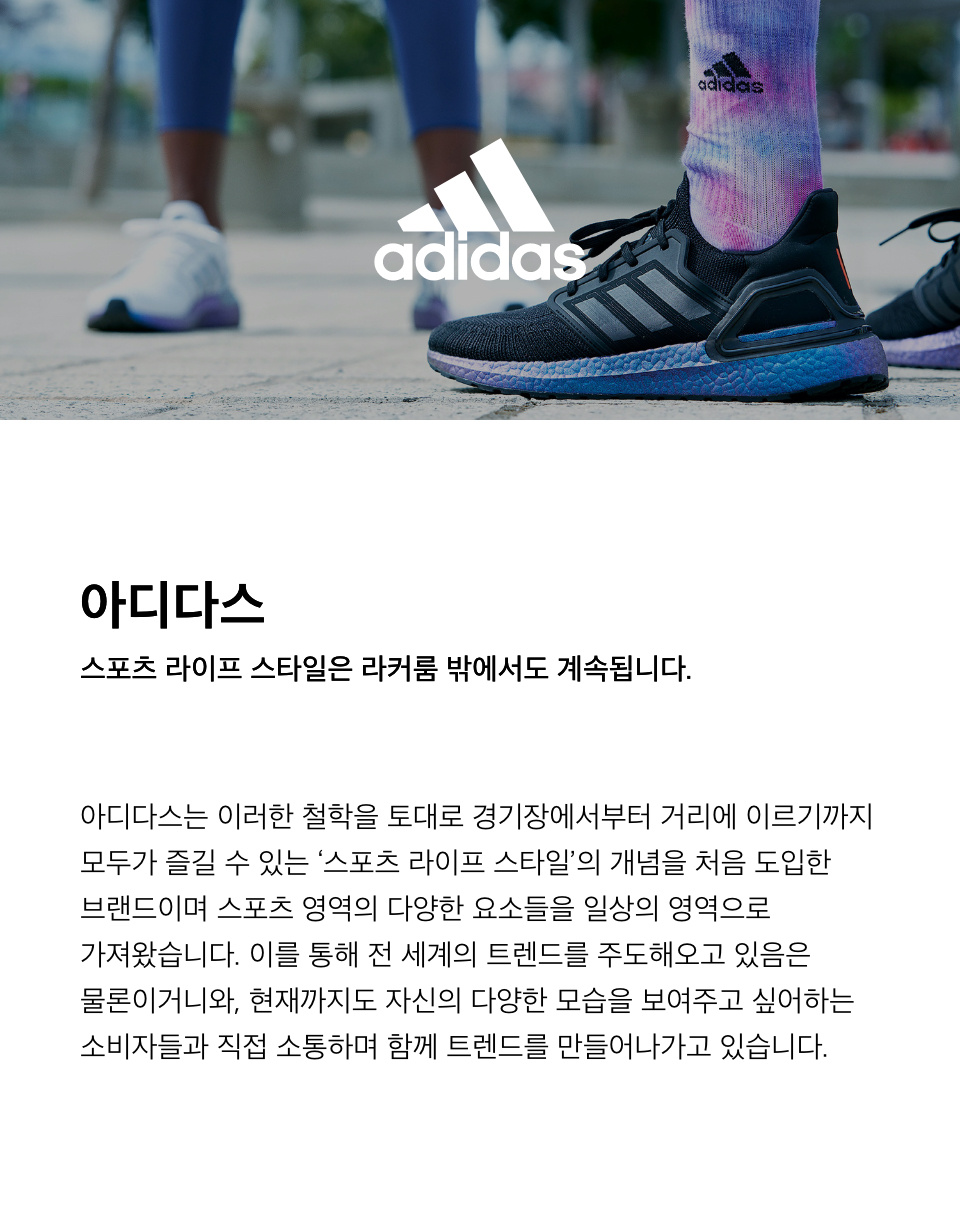 adidas
adidas
아디다스
스포츠 라이프 스타일은 라커룸 밖에서도 계속됩니다.
아디다스는 이러한 철학을 토대로 경기장에서부터 거리에 이르기까지
모두가 즐길 수 있는 ‘스포츠 라이프 스타일’의 개념을 처음 도입한
브랜드이며 스포츠 영역의 다양한 요소들을 일상의 영역으로
가져왔습니다. 이를 통해 전 세계의 트렌드를 주도해오고 있음은
물론이거니와, 현재까지도 자신의 다양한 모습을 보여주고 싶어하는
소비자들과 직접 소통하며 함께 트렌드를 만들어나가고 있습니다.